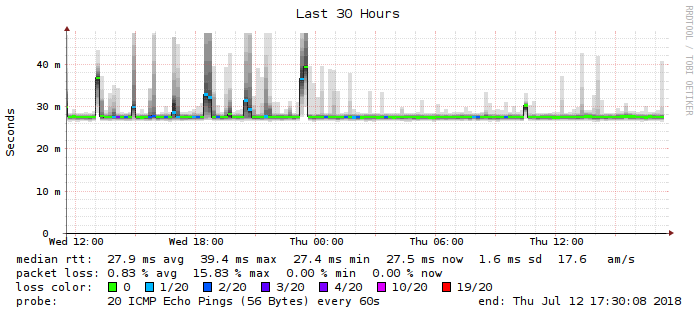 Last 30 Hours
RRDTOOL / TOBI OETIKER
Seconds
40 m
30 m
20 m
10 m
0
Wed 12:00 Wed 18:00 Thu 00:00 Thu 06:00 Thu 12:00
median rtt: 27.9 ms avg 39.4 ms max 27.4 ms min 27.5 ms now 1.6 ms sd 17.6 am/s
packet loss: 0.83 % avg 15.83 % max 0.00 % min 0.00 % now
loss color: 0 1/20 2/20 3/20 4/20 10/20 19/20
probe: 20 ICMP Echo Pings (56 Bytes) every 60s end: Thu Jul 12 17:30:08 2018